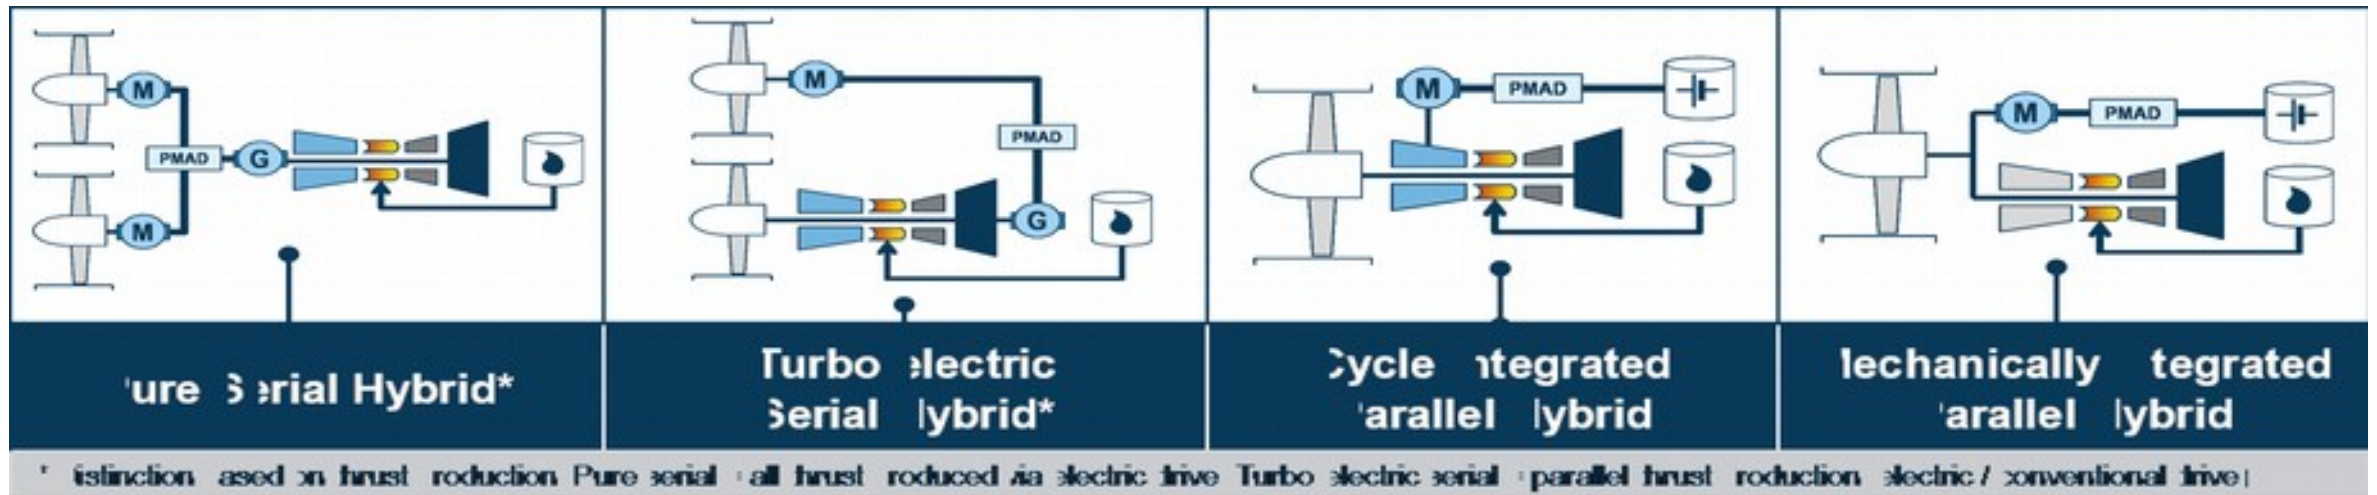 M
PMAD
G
M
M
PMAD
G
M
PMAD
M
PMAD
ure Serial Hybrid*
Turbo lectric
Serial ybrid*
ycle ntegrated
arallel ybrid
echanically tegrated
arallel ybrid
* istinction ased on thrust roduction Pure serial all thrust roduced via electric drive Turbo electric serial parallel thrust roduction electric / conventional drive